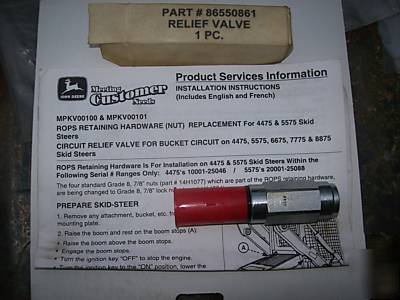 PART # 86550861
RELIEF VALVE
1 PC.
JOHN DEERE
Meeting
Customer
Needs
Product Services Information
INSTALLATION INSTRUCTIONS
(Includes English and French)
MPKV00100 & MPKV00101
ROPS RETAINING HARDWARE (NUT) REPLACEMENT For 4475 & 5575 Skid
Steers
CIRCUIT RELIEF VALVE FOR BUCKET CIRCUIT on 4475, 5575, 6675, 7775 & 8875
Skid Steers
ROPS Retaining Hardware is For Installation on 4475 & 5575 Skid Steers Within the
Following Serial # Ranges Only: 4475's 10001-25046 / 5575's 20001-25088
The four standard Grade 8, 7/8" nuts (part # 14H1077) which are part of the ROPS retaining hardware,
are being changed to Grade 8, 7/8" lock n
PREPARE SKID-STEER
1. Remove any attachment, bucket, etc. fr
mounting plate.
2. Raise the boom and rest on the boom stops (A):
• Raise the boom above the boom stops.
• Engage the boom stops.
• Turn the ignition key "OFF" to stop the engine.
• Turn the ignition key to the "ON" position, lower the